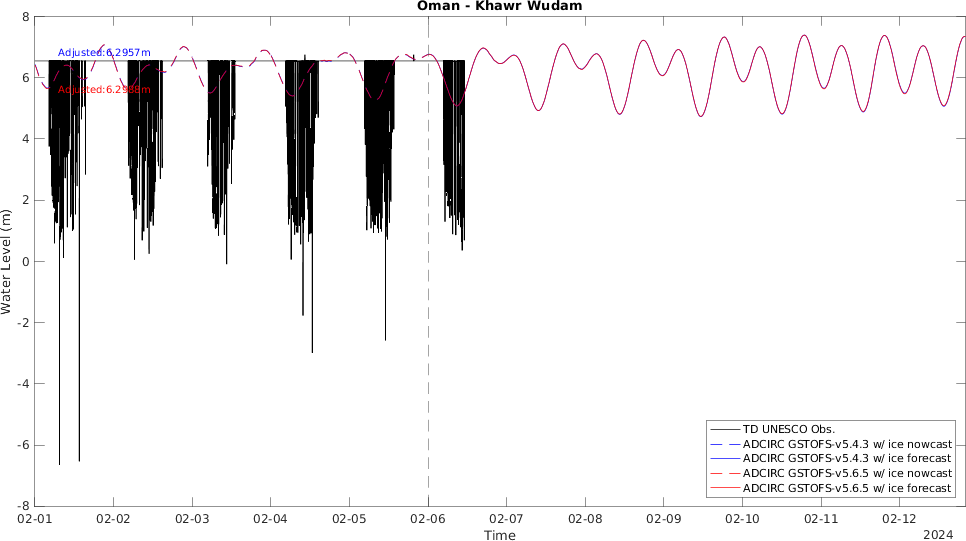 Oman - Khawr Wudam
8
6
4
2
0
-2
-4
-6
-8
Water Level (m)
Adjusted:6.2957m
Adjusted:6.2988m
TD UNESCO Obs.
ADCIRC GSTOFS-v5.4.3 w/ ice nowcast
ADCIRC GSTOFS-v5.4.3 w/ ice forecast
ADCIRC GSTOFS-v5.6.5 w/ ice nowcast
ADCIRC GSTOFS-v5.6.5 w/ ice forecast
02-01 02-02 02-03 02-04 02-05 02-06 02-07 02-08 02-09 02-10 02-11 02-12
Time
2024